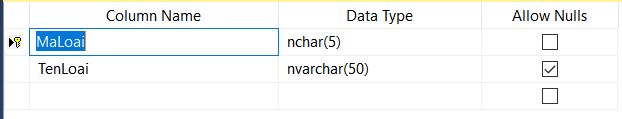 Column Name Data Type Allow Nulls
MaLoai nchar(5)
TenLoai nvarchar(50)